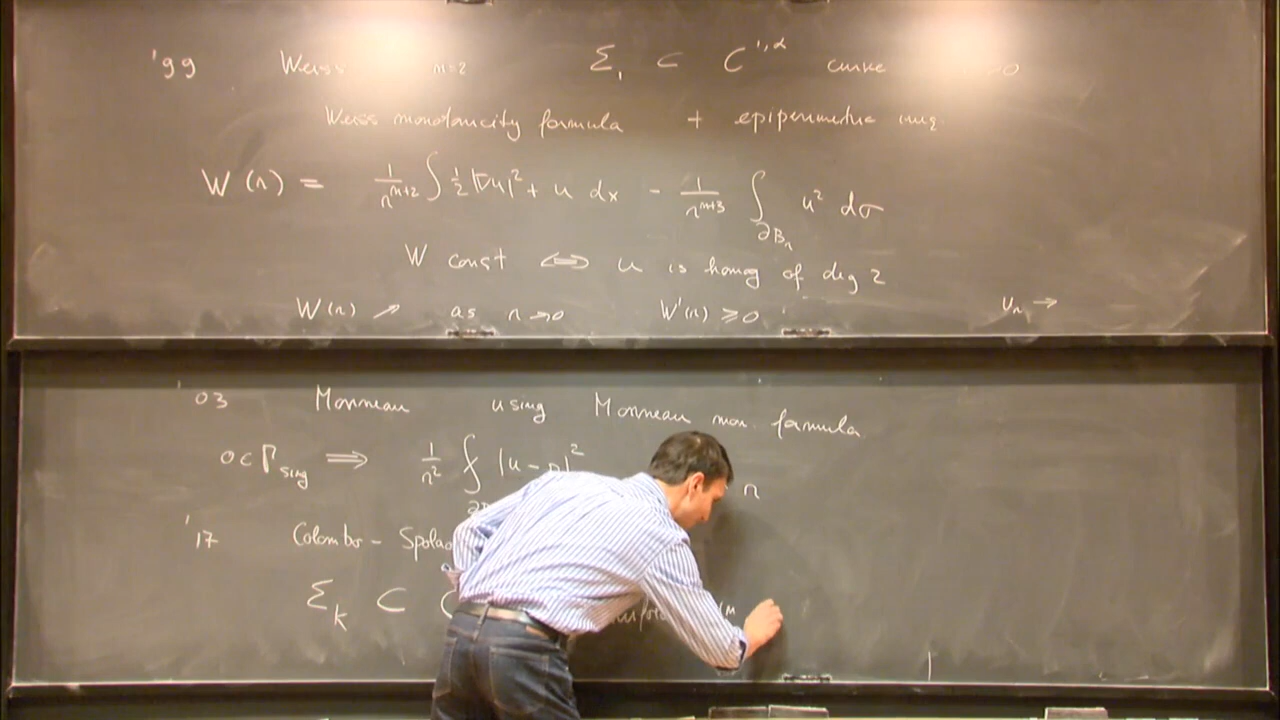 '99 Weiss n=2 Σ₁ ⊂ C^{1,α} curve
Weiss monotonicity formula + epiperimetric ineq.
W(r) = 1/r^{n+2} ∫ ½|∇u|² + u dx - 1/r^{n+3} ∫_{∂B_r} u² dσ
W const ⟺ u is homog of deg 2
W(r) ↗ as r→0 W'(r) ≥ 0 u_r →
'03 Monneau using Monneau mon. formula
0 ∈ Γ_sing ⟹ 1/r² ∫ |u - p|² r
'17 Colombo - Spola
Σ_k ⊂ C